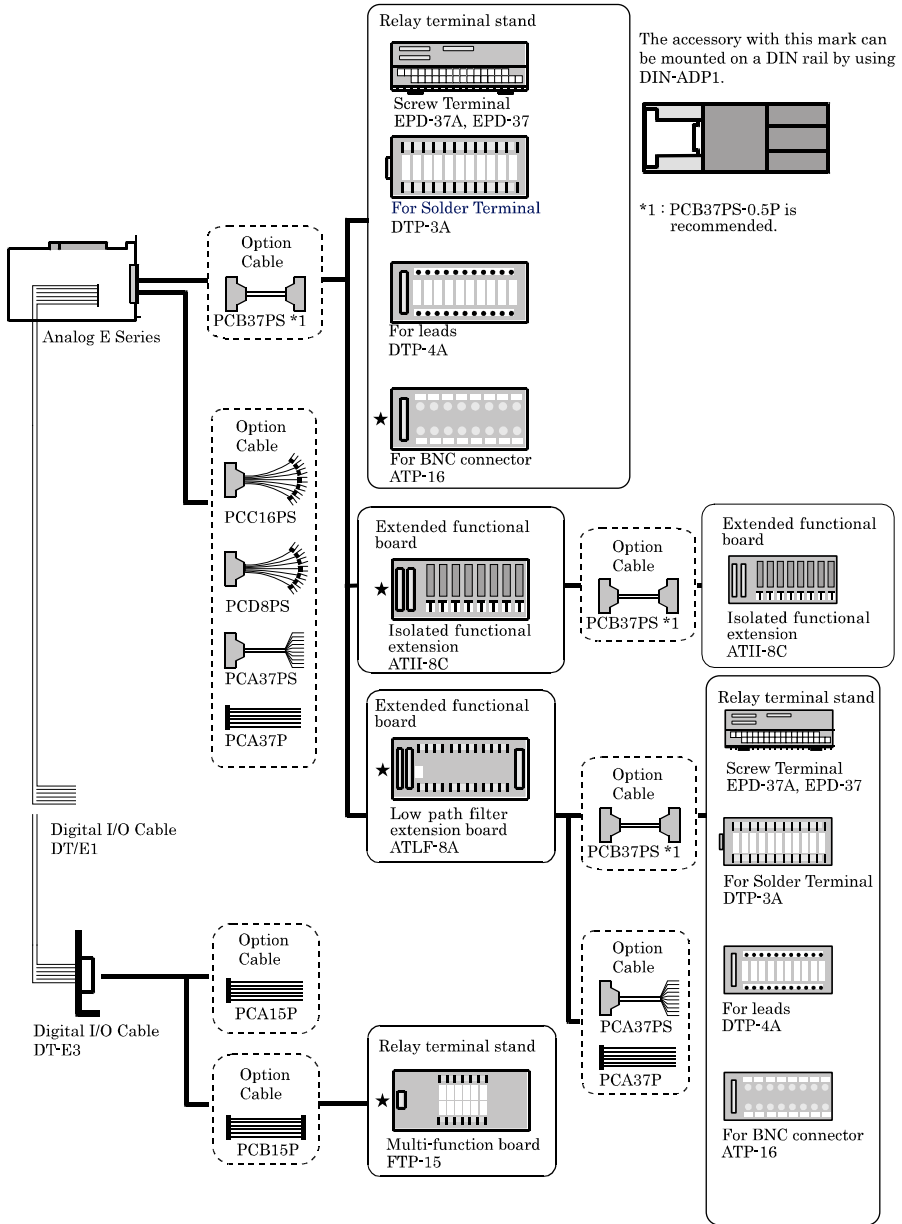 Relay terminal stand
Screw Terminal
EPD-37A, EPD-37
For Solder Terminal
DTP-3A
For leads
DTP-4A
★
For BNC connector
ATP-16
The accessory with this mark can
be mounted on a DIN rail by using
DIN-ADP1.
*1 : PCB37PS-0.5P is
recommended.
Analog E Series
Option
Cable
PCB37PS *1
Option
Cable
PCC16PS
PCD8PS
PCA37PS
PCA37P
Extended functional
board
★
Isolated functional
extension
ATII-8C
Option
Cable
PCB37PS *1
Extended functional
board
Isolated functional
extension
ATII-8C
Extended functional
board
★
Low path filter
extension board
ATLF-8A
Option
Cable
PCB37PS *1
Option
Cable
PCA37PS
PCA37P
Relay terminal stand
Screw Terminal
EPD-37A, EPD-37
For Solder Terminal
DTP-3A
For leads
DTP-4A
For BNC connector
ATP-16
Digital I/O Cable
DT/E1
Digital I/O Cable
DT-E3
Option
Cable
PCA15P
Option
Cable
PCB15P
Relay terminal stand
★
Multi-function board
FTP-15